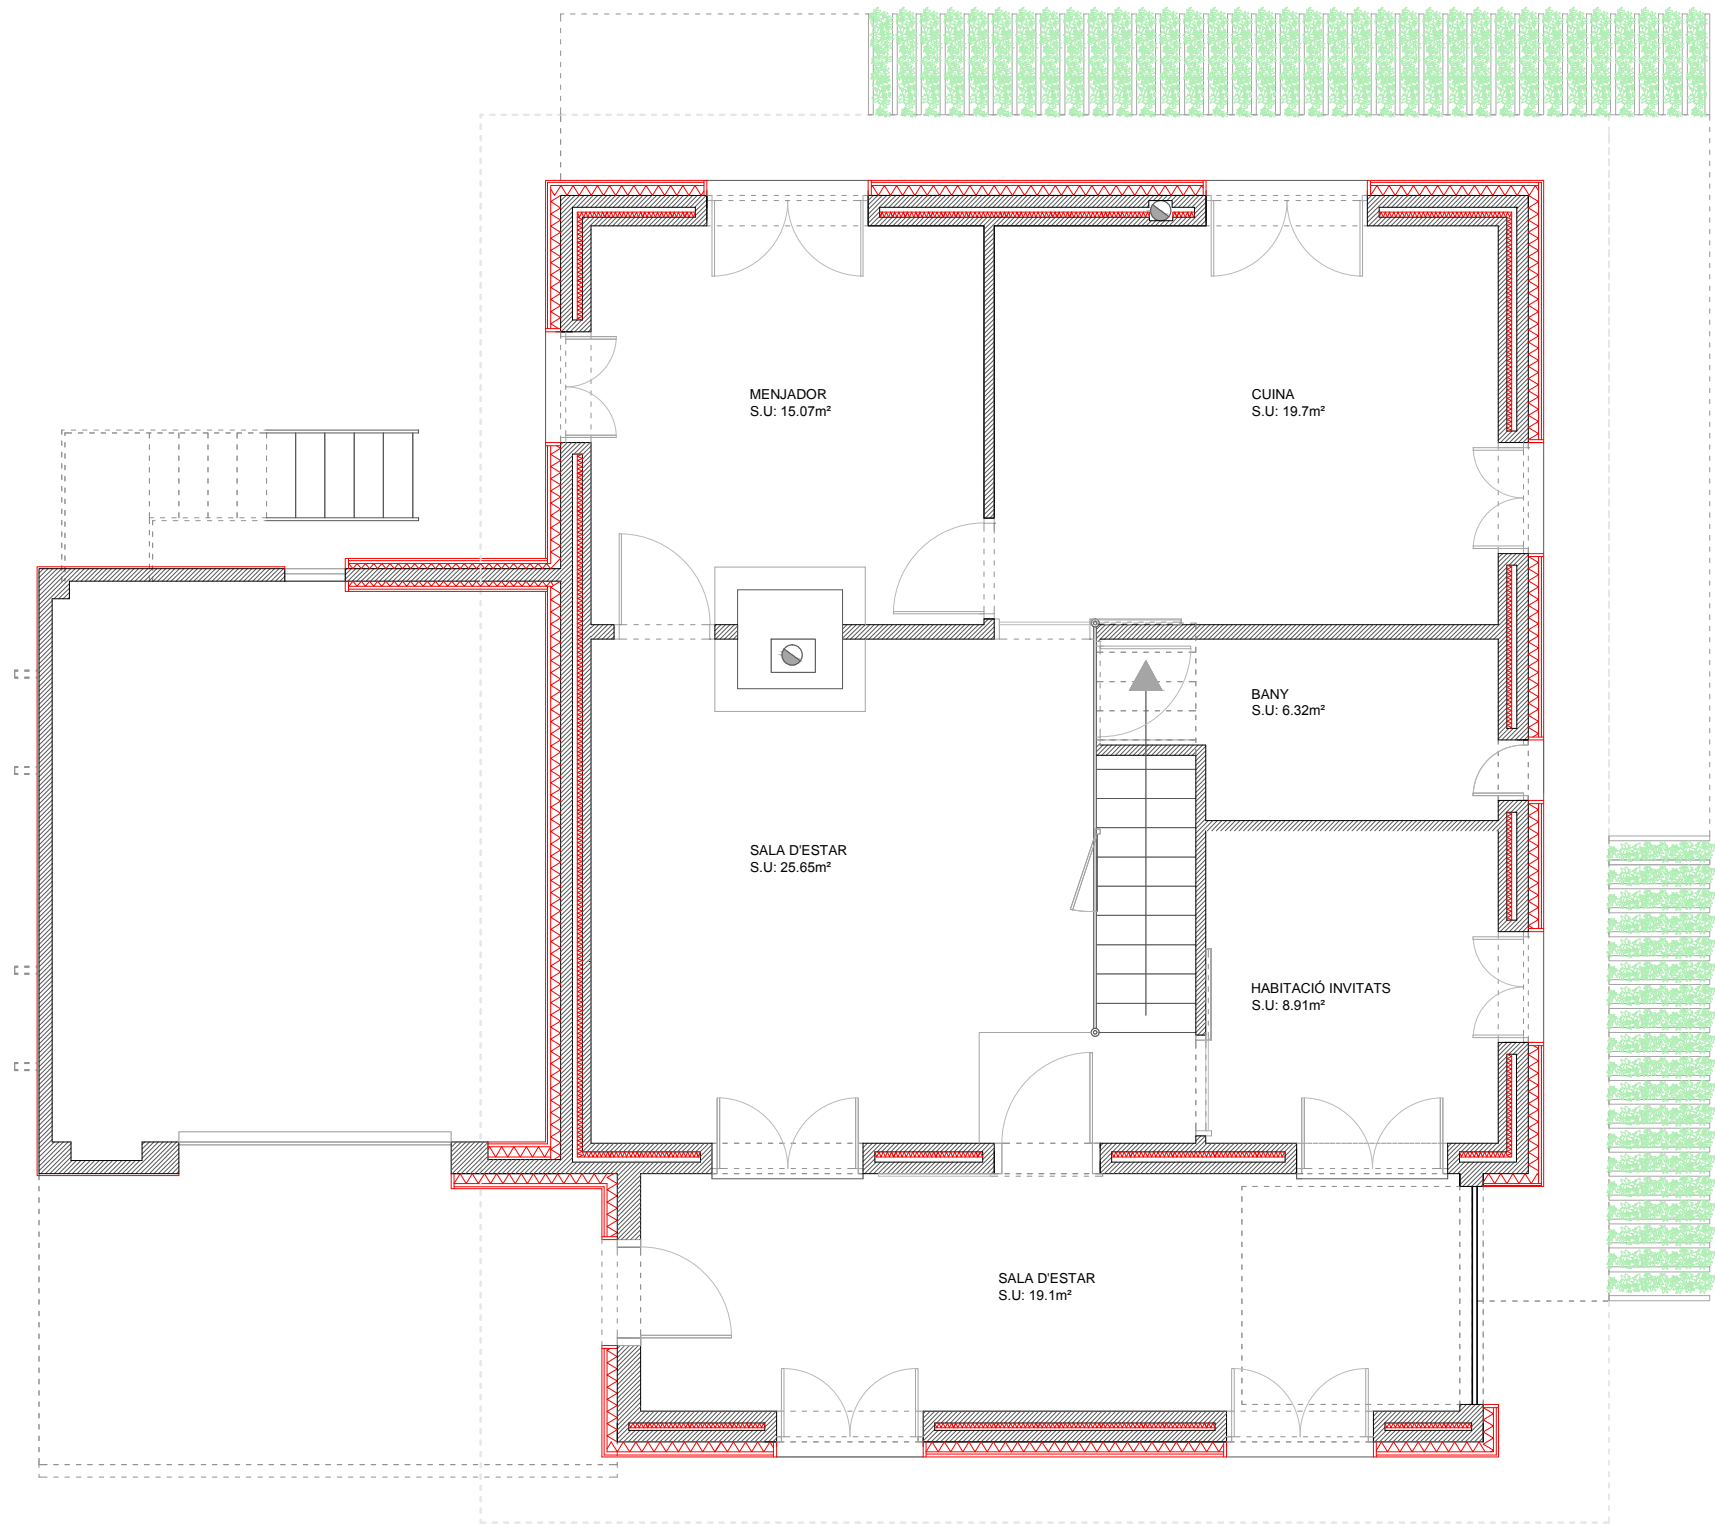 MENJADOR
S.U: 15.07m²
CUINA
S.U: 19.7m²
BANY
S.U: 6.32m²
SALA D'ESTAR
S.U: 25.65m²
HABITACIÓ INVITATS
S.U: 8.91m²
SALA D'ESTAR
S.U: 19.1m²